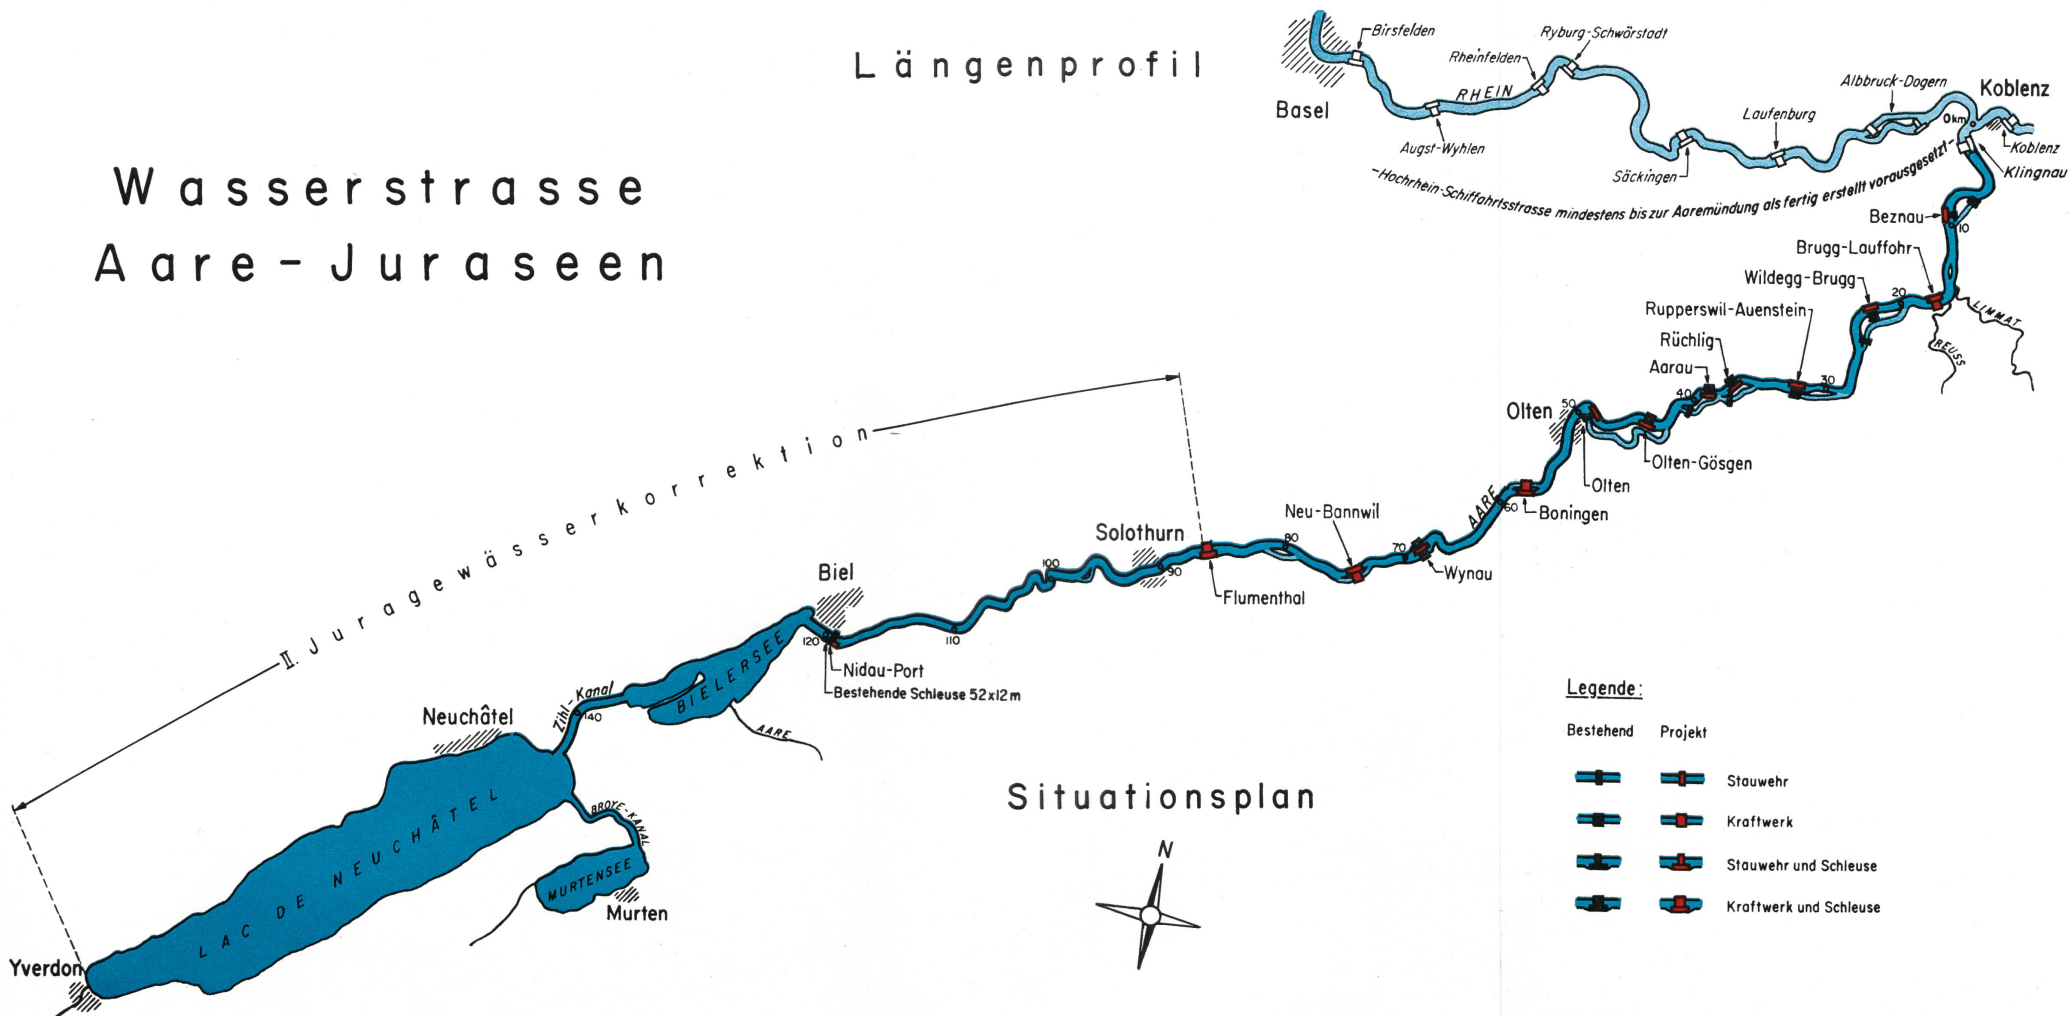 Längenprofil
Wasserstrasse
Aare-Juraseen
Birsfelden
Ryburg-Schwörstadt
Rheinfelden
RHEIN
Basel
Augst-Wyhlen
Albbruck-Dogern
Koblenz
Laufenburg
0km
Koblenz
Säckingen
Klingnau
-Hochrhein-Schiffahrtsstrasse mindestens bis zur Aaremündung als fertig erstellt vorausgesetzt-
Beznau
10
Brugg-Lauffohr
Wildegg-Brugg
20
LIMMAT
REUSS
Rupperswil-Auenstein
Rüchlig
Aarau
30
40
Olten
50
Olten-Gösgen
Olten
AARE
60
Boningen
Neu-Bannwil
70
Wynau
80
Solothurn
90
Flumenthal
100
110
II. Juragewässerkorrektion
Biel
120
Nidau-Port
Bestehende Schleuse 52x12m
BIELERSEE
AARE
Zihl-Kanal
140
Neuchâtel
LAC DE NEUCHÂTEL
BROYE-KANAL
MURTENSEE
Murten
Yverdon
Situationsplan
N
Legende:
Bestehend Projekt
Stauwehr
Kraftwerk
Stauwehr und Schleuse
Kraftwerk und Schleuse